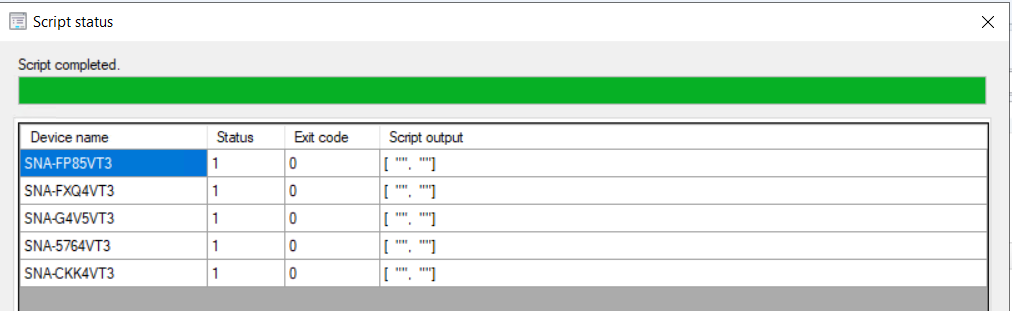 Script status
Script completed.
Device name Status Exit code Script output
SNA-FP85VT3 1 0 [ "", ""]
SNA-FXQ4VT3 1 0 [ "", ""]
SNA-G4V5VT3 1 0 [ "", ""]
SNA-5764VT3 1 0 [ "", ""]
SNA-CKK4VT3 1 0 [ "", ""]